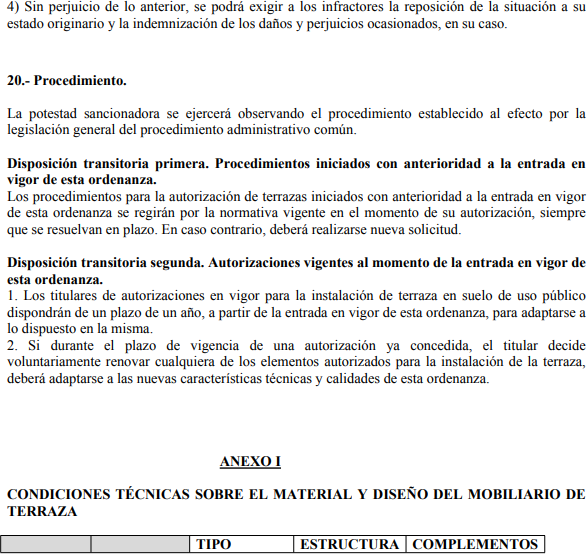 4) Sin perjuicio de lo anterior, se podrá exigir a los infractores la reposición de la situación a su
estado originario y la indemnización de los daños y perjuicios ocasionados, en su caso.
20.- Procedimiento.
La potestad sancionadora se ejercerá observando el procedimiento establecido al efecto por la
legislación general del procedimiento administrativo común.
Disposición transitoria primera. Procedimientos iniciados con anterioridad a la entrada en
vigor de esta ordenanza.
Los procedimientos para la autorización de terrazas iniciados con anterioridad a la entrada en vigor
de esta ordenanza se regirán por la normativa vigente en el momento de su autorización, siempre
que se resuelvan en plazo. En caso contrario, deberá realizarse nueva solicitud.
Disposición transitoria segunda. Autorizaciones vigentes al momento de la entrada en vigor de
esta ordenanza.
1. Los titulares de autorizaciones en vigor para la instalación de terraza en suelo de uso público
dispondrán de un plazo de un año, a partir de la entrada en vigor de esta ordenanza, para adaptarse a
lo dispuesto en la misma.
2. Si durante el plazo de vigencia de una autorización ya concedida, el titular decide
voluntariamente renovar cualquiera de los elementos autorizados para la instalación de la terraza,
deberá adaptarse a las nuevas características técnicas y calidades de esta ordenanza.
ANEXO I
CONDICIONES TÉCNICAS SOBRE EL MATERIAL Y DISEÑO DEL MOBILIARIO DE
TERRAZA
TIPO ESTRUCTURA COMPLEMENTOS